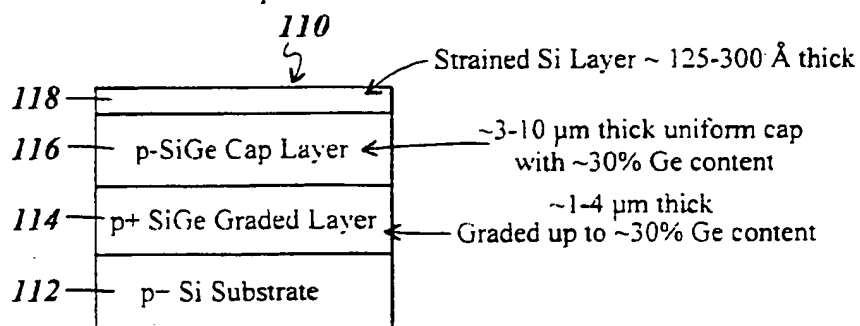 110
Strained Si Layer ~ 125-300 Å thick
118
116
p-SiGe Cap Layer
~3-10 µm thick uniform cap
with ~30% Ge content
114
p+ SiGe Graded Layer
~1-4 µm thick
Graded up to ~30% Ge content
112
p− Si Substrate